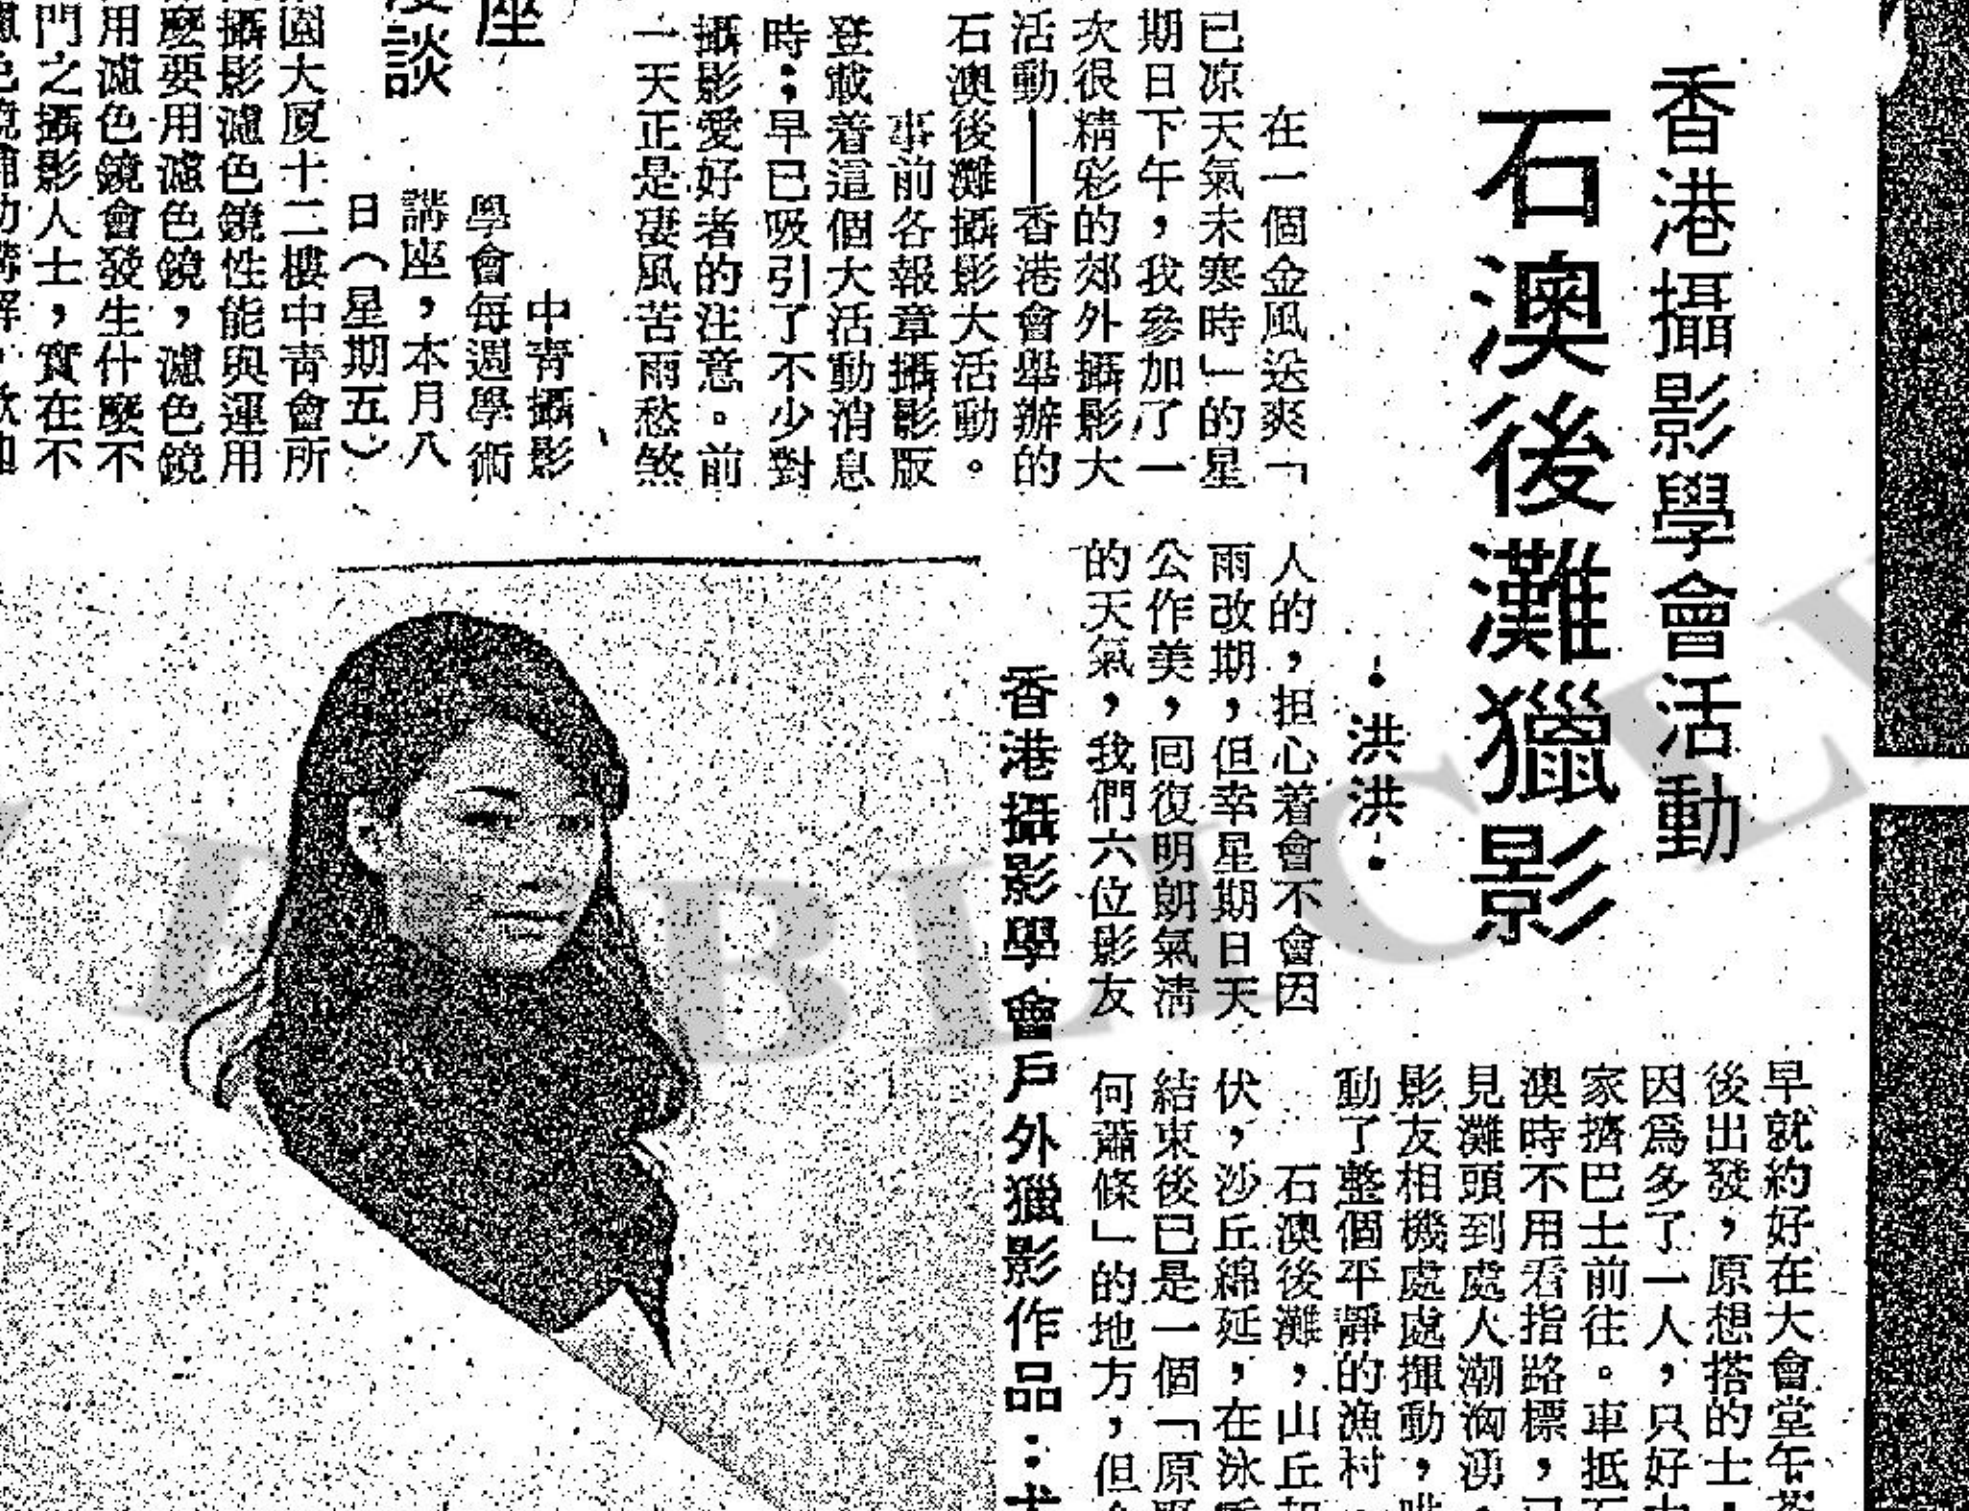 香港攝影學會活動
石澳後灘獵影
·洪洪·
在一個金風送爽「
已凉天氣未寒時」的星
期日下午，我參加了一
次很精彩的郊外攝影大
活動——香港會舉辦的
石澳後灘攝影大活動。
事前各報章攝影版
登載着這個大活動消息
時；早已吸引了不少對
攝影愛好者的注意。前
一天正是凄風苦雨愁煞
人的，担心着會不會因
雨改期，但幸星期日天
公作美，回復明朗氣清
的天氣，我們六位影友
早就約好在大會堂午
後出發，原想搭的士，
因爲多了一人，只好
家擠巴士前往。車抵
澳時不用看指路標，
見灘頭到處人潮洶湧，
影友相機處處揮動，
動了整個平靜的漁村。
石澳後灘，山丘
伏，沙丘綿延，在泳
結束後已是一個「原
何蕭條」的地方，但
香港攝影學會戶外獵影作品：
座
談
中青攝影
學會每週學術
講座，本月八
日（星期五）
園大厦十二樓中青會所
攝影濾色鏡性能與運用
麽要用濾色鏡，濾色鏡
用濾色鏡會發生什麽不
門之攝影人士，實在不
PUBLIC LI